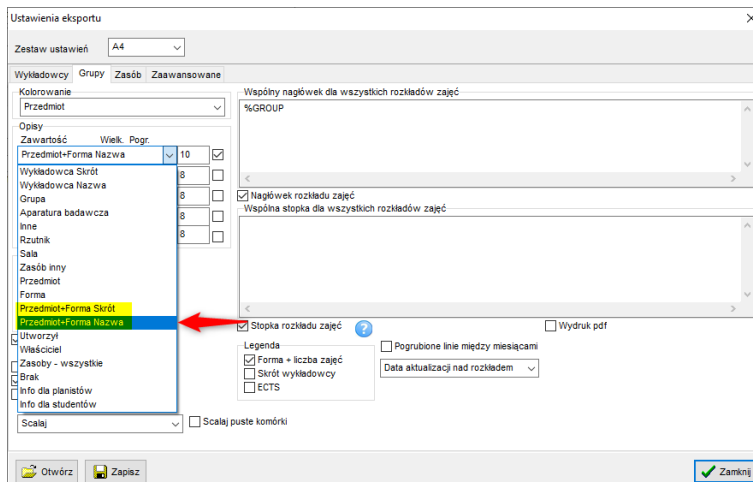 Ustawienia eksportu
Zestaw ustawień A4
Wykładowcy Grupy Zasób Zaawansowane
Kolorowanie
Przedmiot
Opisy
Zawartość Wielk. Pogr.
Przedmiot+Forma Nazwa 10
Wykładowca Skrót
Wykładowca Nazwa 8
Grupa
Aparatura badawcza 8
Inne 8
Rzutnik 8
Sala
Zasób inny
Przedmiot
Forma
Przedmiot+Forma Skrót
Przedmiot+Forma Nazwa
Utworzył
Właściciel
Zasoby - wszystkie
Brak
Info dla planistów
Info dla studentów
Scalaj Scalaj puste komórki
Wspólny nagłówek dla wszystkich rozkładów zajęć
%GROUP
Nagłówek rozkładu zajęć
Wspólna stopka dla wszystkich rozkładów zajęć
Stopka rozkładu zajęć ? Wydruk pdf
Legenda
Forma + liczba zajęć
Skrót wykładowcy
ECTS
Pogrubione linie między miesiącami
Data aktualizacji nad rozkładem
Otwórz Zapisz Zamknij